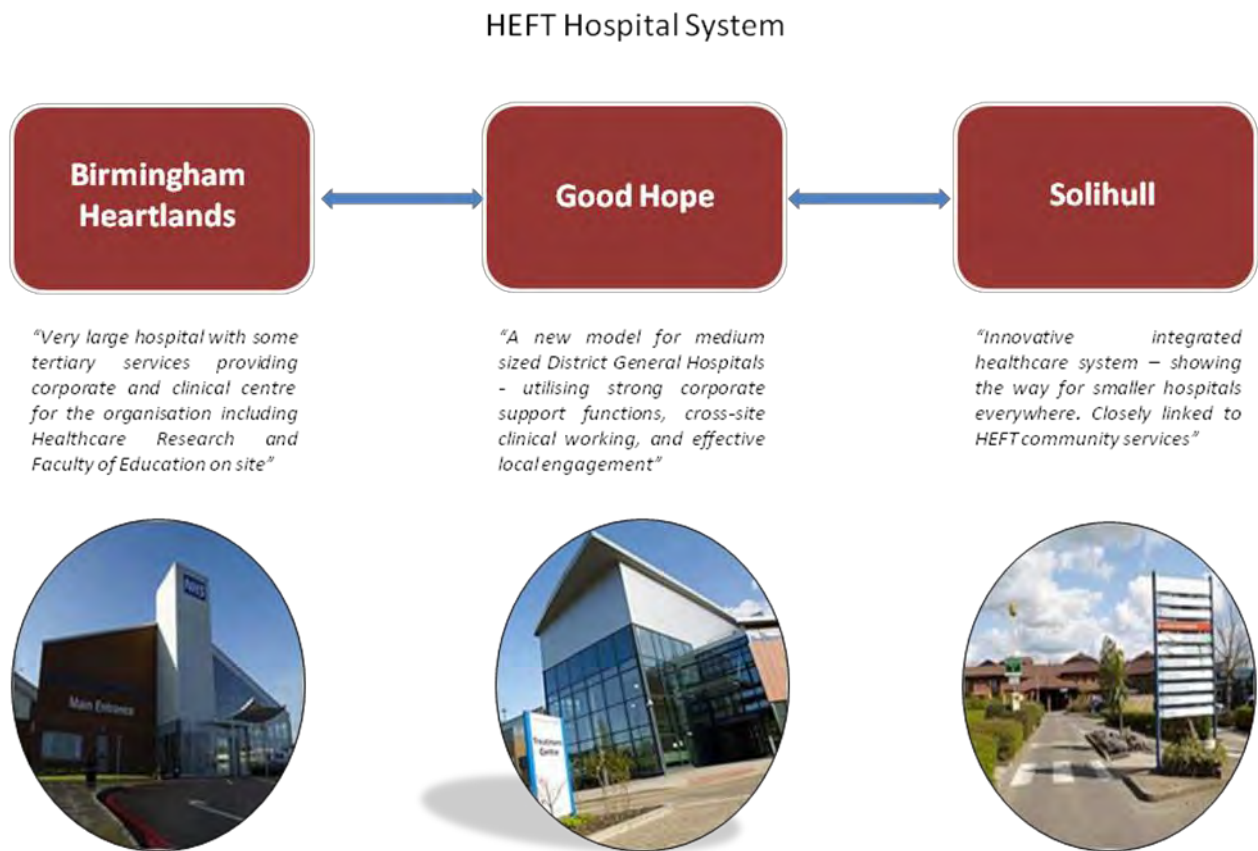 HEFT Hospital System
Birmingham
Heartlands
Good Hope
Solihull
"Very large hospital with some
tertiary services providing
corporate and clinical centre
for the organisation including
Healthcare Research and
Faculty of Education on site"
"A new model for medium
sized District General Hospitals
- utilising strong corporate
support functions, cross-site
clinical working, and effective
local engagement"
"Innovative integrated
healthcare system – showing
the way for smaller hospitals
everywhere. Closely linked to
HEFT community services"
NHS
Main Entrance
Treatment
Centre